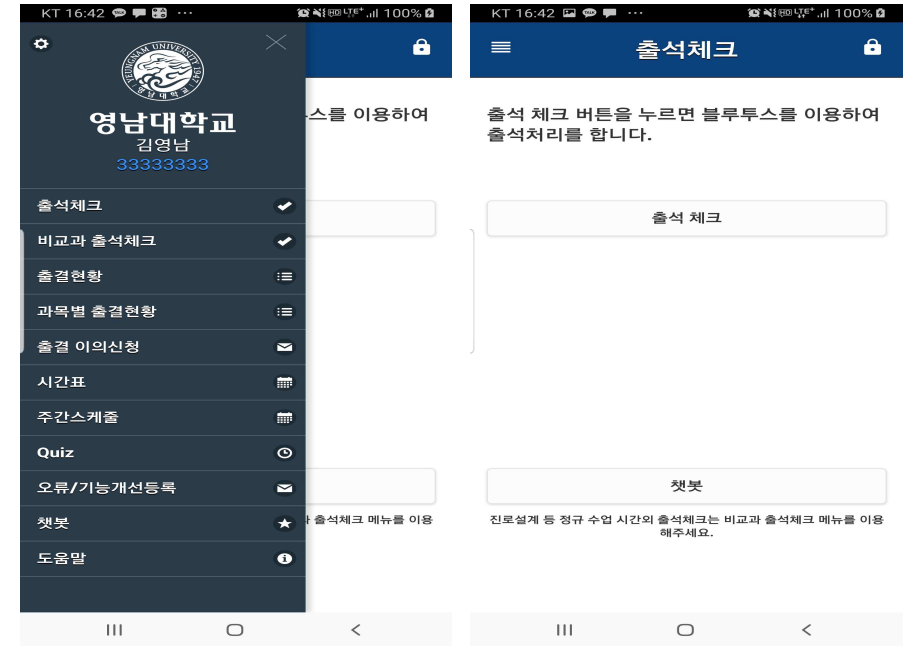 KT 16:42
100%
YEUNGNAM UNIVERSITY 1947
영남대학교
영남대학교
김영남
33333333
출석체크
비교과 출석체크
출결현황
과목별 출결현황
출결 이의신청
시간표
주간스케줄
Quiz
오류/기능개선등록
챗봇
도움말
스를 이용하여
출석체크 메뉴를 이용
KT 16:42
100%
출석체크
출석 체크 버튼을 누르면 블루투스를 이용하여
출석처리를 합니다.
출석 체크
챗봇
진로설계 등 정규 수업 시간외 출석체크는 비교과 출석체크 메뉴를 이용
해주세요.